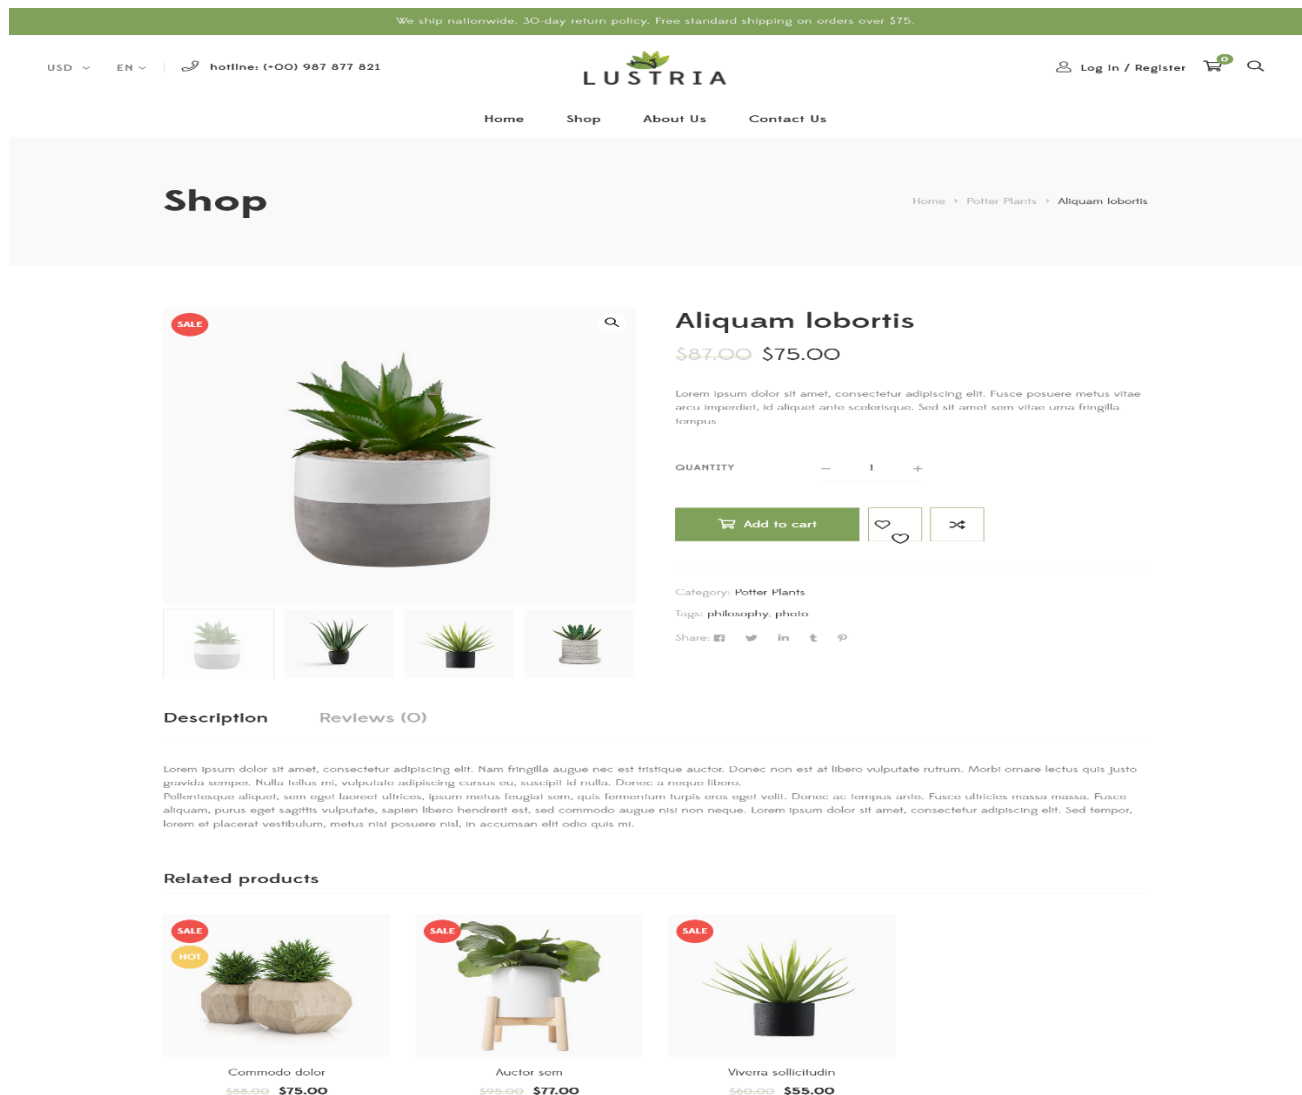 We ship nationwide. 30-day return policy. Free standard shipping on orders over $75.
USD EN hotline: (+00) 987 877 821
LUSTRIA
Log in / Register 0
Home Shop About Us Contact Us
Shop
Home > Potter Plants > Aliquam lobortis
SALE
Aliquam lobortis
$87.00 $75.00
Lorem ipsum dolor sit amet, consectetur adipiscing elit. Fusce posuere metus vitae
arcu imperdiet, id aliquet ante scelerisque. Sed sit amet sem vitae urna fringilla
tempus
QUANTITY − 1 +
Add to cart
Category: Potter Plants
Tags: philosophy, photo
Share:
Description Reviews (0)
Lorem ipsum dolor sit amet, consectetur adipiscing elit. Nam fringilla augue nec est tristique auctor. Donec non est at libero vulputate rutrum. Morbi ornare lectus quis justo
gravida semper. Nulla tellus mi, vulputate adipiscing cursus eu, suscipit id nulla. Donec a neque libero.
Pellentesque aliquet, sem eget laoreet ultrices, ipsum metus feugiat sem, quis fermentum turpis eros eget velit. Donec ac tempus ante. Fusce ultricies massa massa. Fusce
aliquam, purus eget sagittis vulputate, sapien libero hendrerit est, sed commodo augue nisi non neque. Lorem ipsum dolor sit amet, consectetur adipiscing elit. Sed tempor,
lorem et placerat vestibulum, metus nisi posuere nisl, in accumsan elit odio quis mi.
Related products
SALE
HOT
SALE
SALE
Commodo dolor
$88.00 $75.00
Auctor sem
$95.00 $77.00
Viverra sollicitudin
$60.00 $55.00